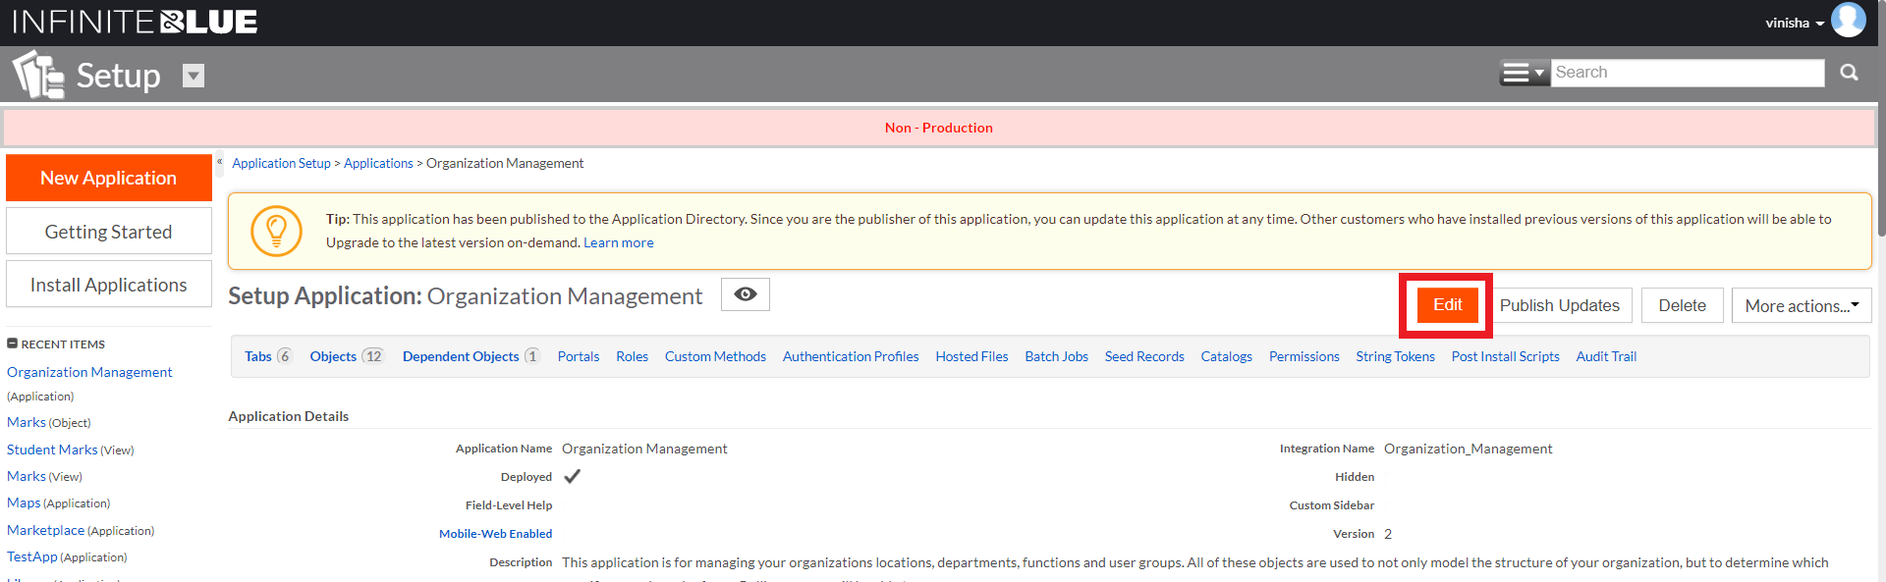 INFINITE BLUE
vinisha
Setup
Search
Non - Production
New Application
Getting Started
Install Applications
RECENT ITEMS
Organization Management
(Application)
Marks (Object)
Student Marks (View)
Marks (View)
Maps (Application)
Marketplace (Application)
TestApp (Application)
« Application Setup > Applications > Organization Management
Tip: This application has been published to the Application Directory. Since you are the publisher of this application, you can update this application at any time. Other customers who have installed previous versions of this application will be able to
Upgrade to the latest version on-demand. Learn more
Setup Application: Organization Management
Edit Publish Updates Delete More actions...
Tabs 6 Objects 12 Dependent Objects 1 Portals Roles Custom Methods Authentication Profiles Hosted Files Batch Jobs Seed Records Catalogs Permissions String Tokens Post Install Scripts Audit Trail
Application Details
Application Name Organization Management Integration Name Organization_Management
Deployed Hidden
Field-Level Help Custom Sidebar
Mobile-Web Enabled Version 2
Description This application is for managing your organizations locations, departments, functions and user groups. All of these objects are used to not only model the structure of your organization, but to determine which